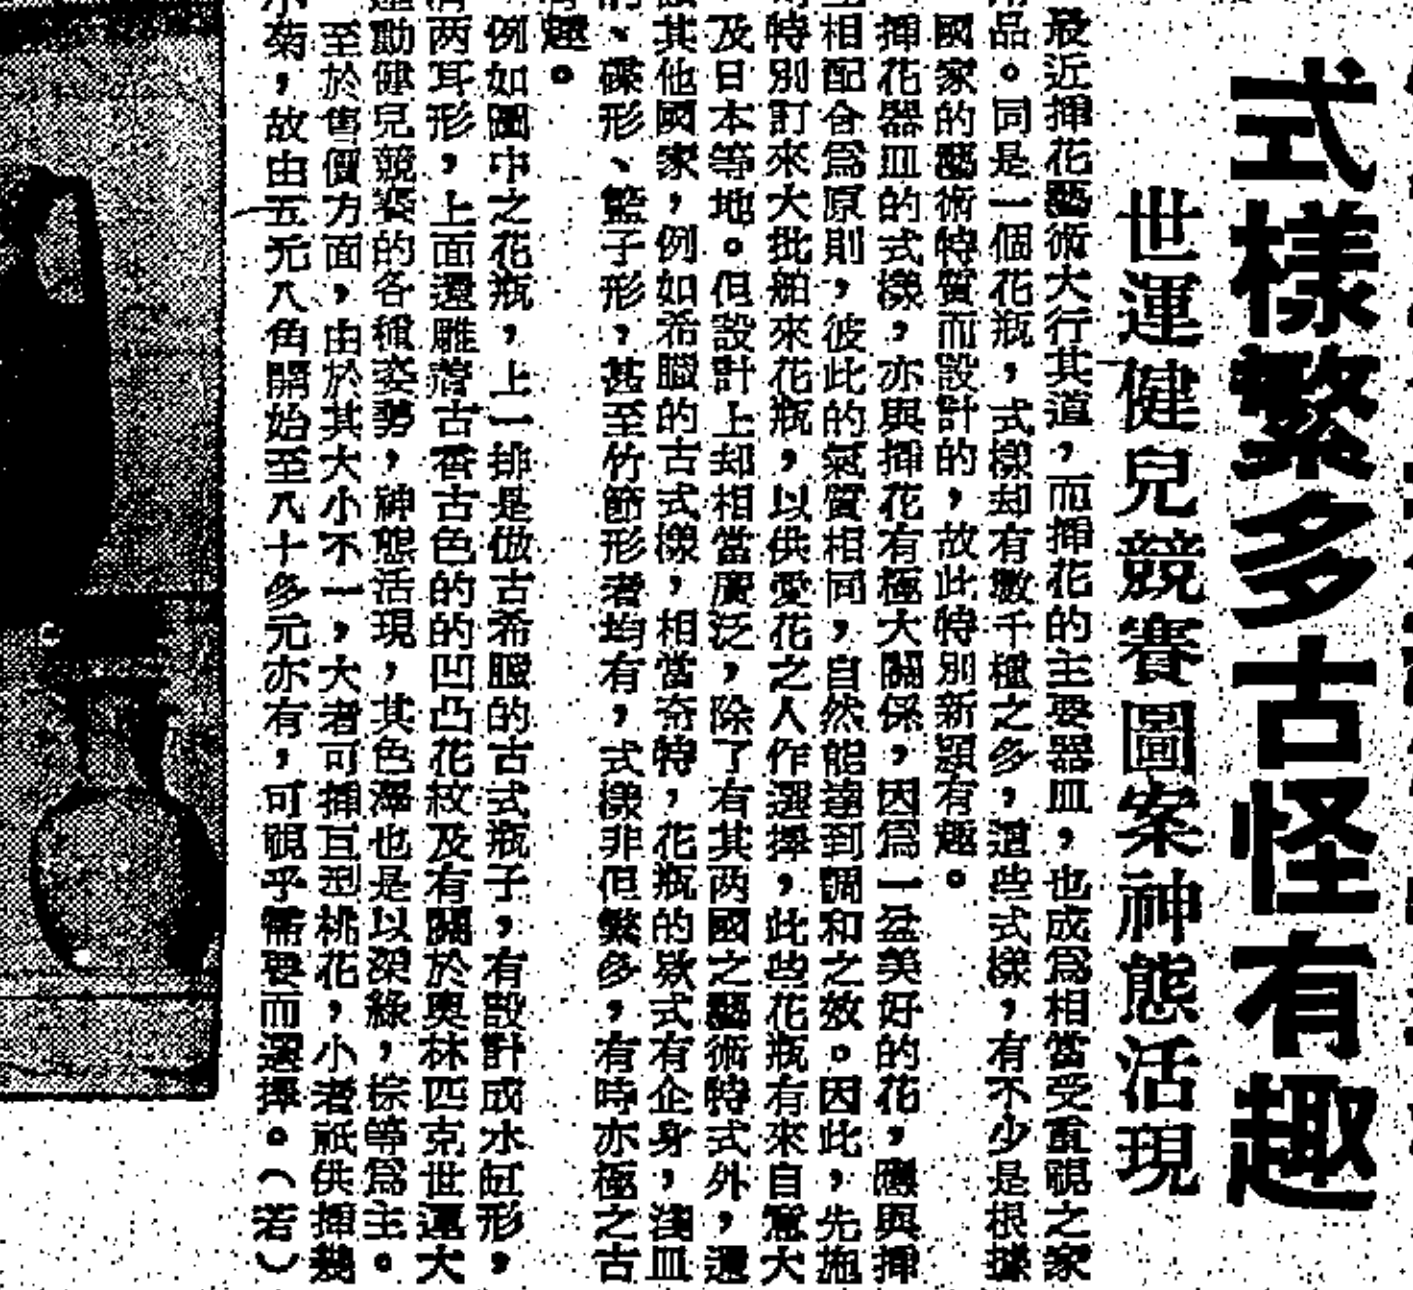 式樣繁多古怪有趣
世運健兒競賽圖案神態活現
最近揷花藝術大行其道，而揷花的主要器皿，也成爲相當受重視之家
品。同是一個花瓶，式樣却有數千種之多，這些式樣，有不少是根據
國家的藝術特質而設計的，故此特別新穎有趣。
揷花器皿的式樣，亦與揷花有極大關係，因爲一盆美好的花，應與揷
相配合爲原則，彼此的氣質相同，自然能達到調和之效。因此，先施
特別訂來大批舶來花瓶，以供愛花之人作選擇，此些花瓶有來自意大
及日本等地。但設計上却相當廣泛，除了有其两國之藝術特式外，還
其他國家，例如希臘的古式樣，相當奇特，花瓶的款式有企身，淺皿
、碟形、籃子形，甚至竹節形者均有，式樣非但繁多，有時亦極之古
趣。
例如圖中之花瓶，上一排是倣古希臘的古式瓶子，有設計成水缸形，
两耳形，上面還雕着古香古色的的凹凸花紋及有關於奧林匹克世運大
動健兒競賽的各種姿勢，神態活現，其色澤也是以深綠，棕等爲主。
至於售價方面，由於其大小不一，大者可揷巨型桃花，小者祇供揷幾
小菊，故由五元八角開始至八十多元亦有，可視乎需要而選擇。（若）